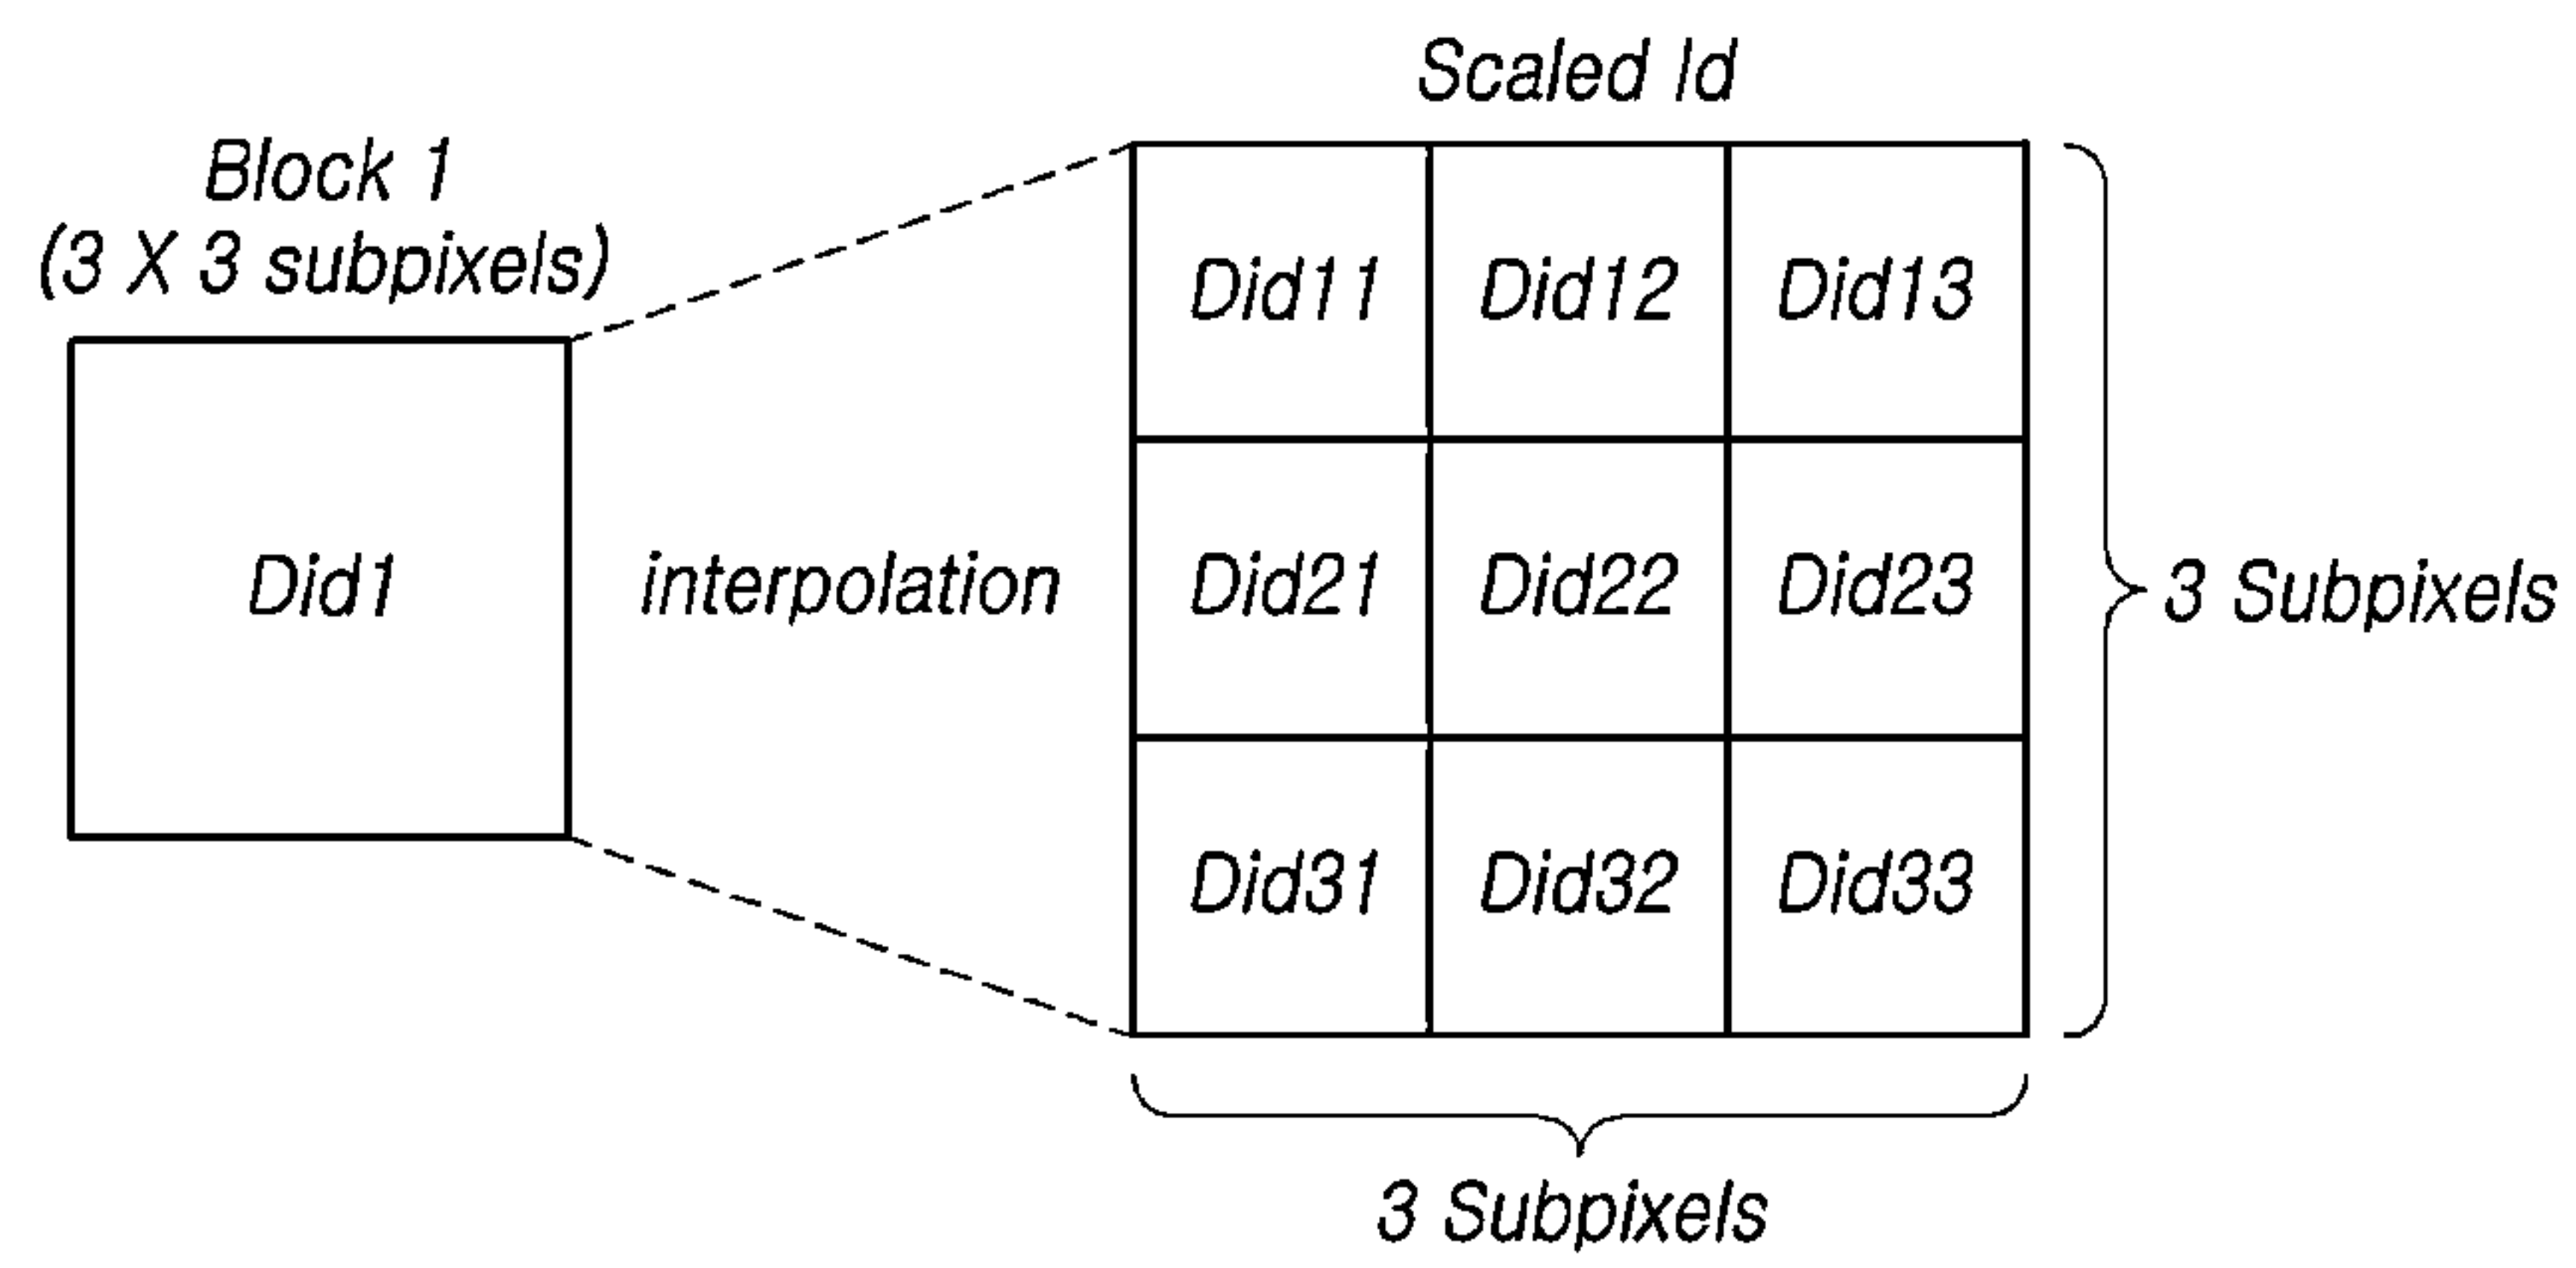 Scaled Id
Block 1
(3 X 3 subpixels)
Did11 Did12 Did13
Did1
interpolation
Did21 Did22 Did23
3 Subpixels
Did31 Did32 Did33
3 Subpixels